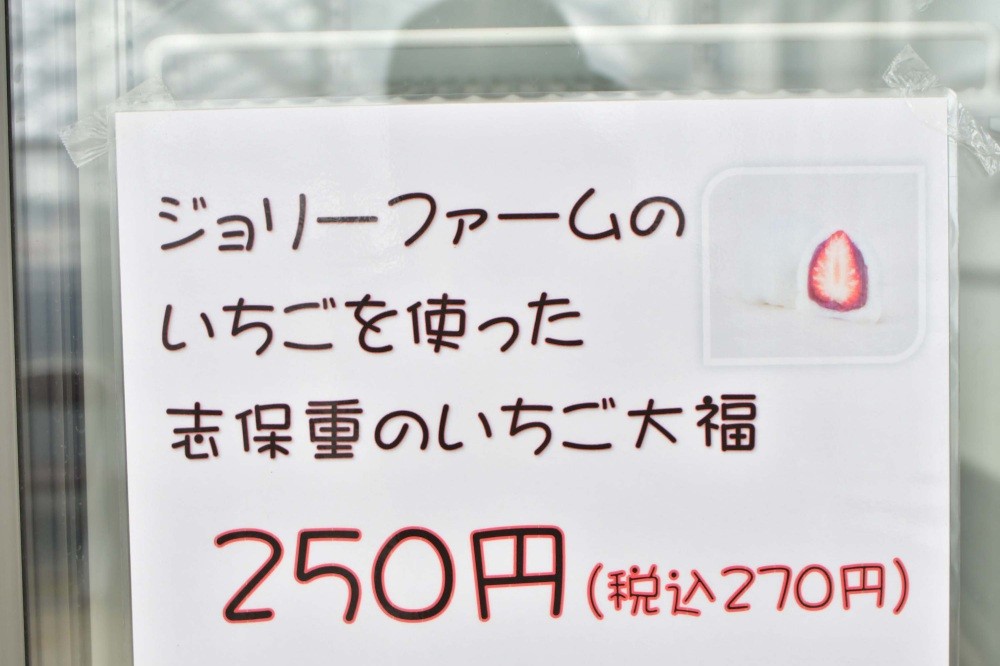 ジョリーファームの
いちごを使った
志保重のいちご大福
250円(税込270円)